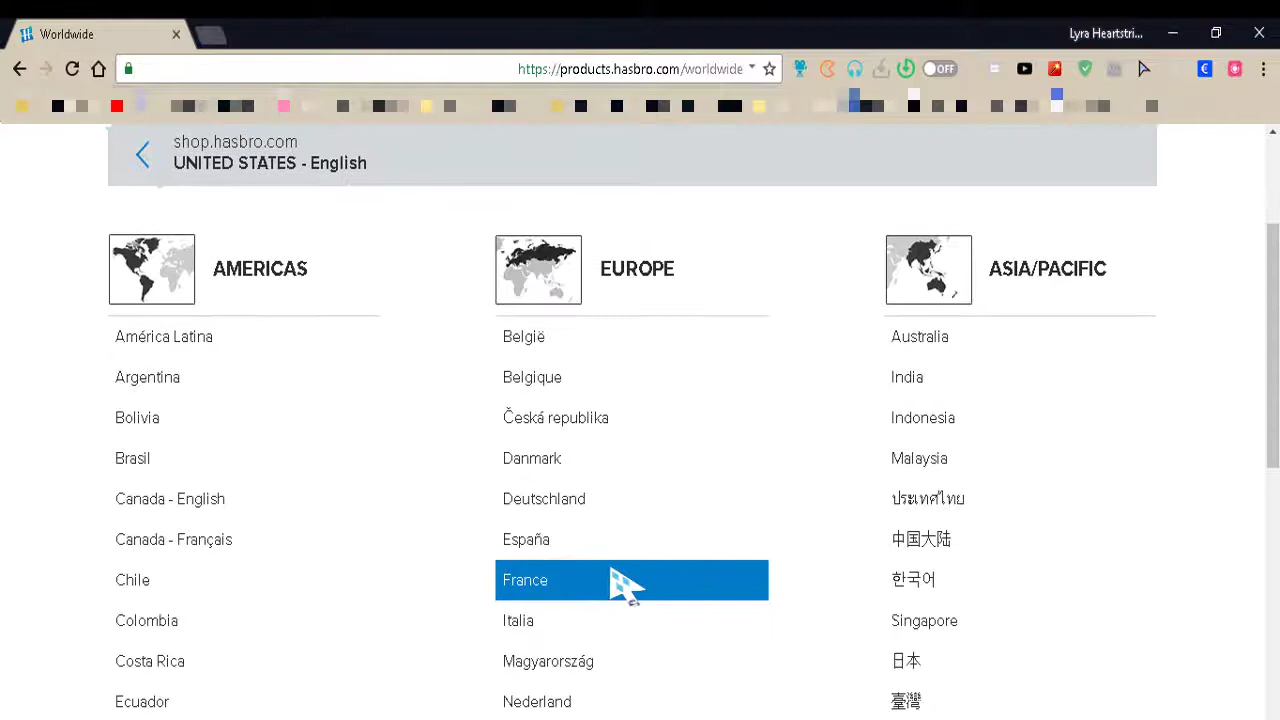 Worldwide
Lyra Heartstri...
https://products.hasbro.com/worldwide
OFF
shop.hasbro.com
UNITED STATES - English
AMERICAS
América Latina
Argentina
Bolivia
Brasil
Canada - English
Canada - Français
Chile
Colombia
Costa Rica
Ecuador
EUROPE
België
Belgique
Česká republika
Danmark
Deutschland
España
France
Italia
Magyarország
Nederland
ASIA/PACIFIC
Australia
India
Indonesia
Malaysia
ประเทศไทย
中国大陆
한국어
Singapore
日本
臺灣